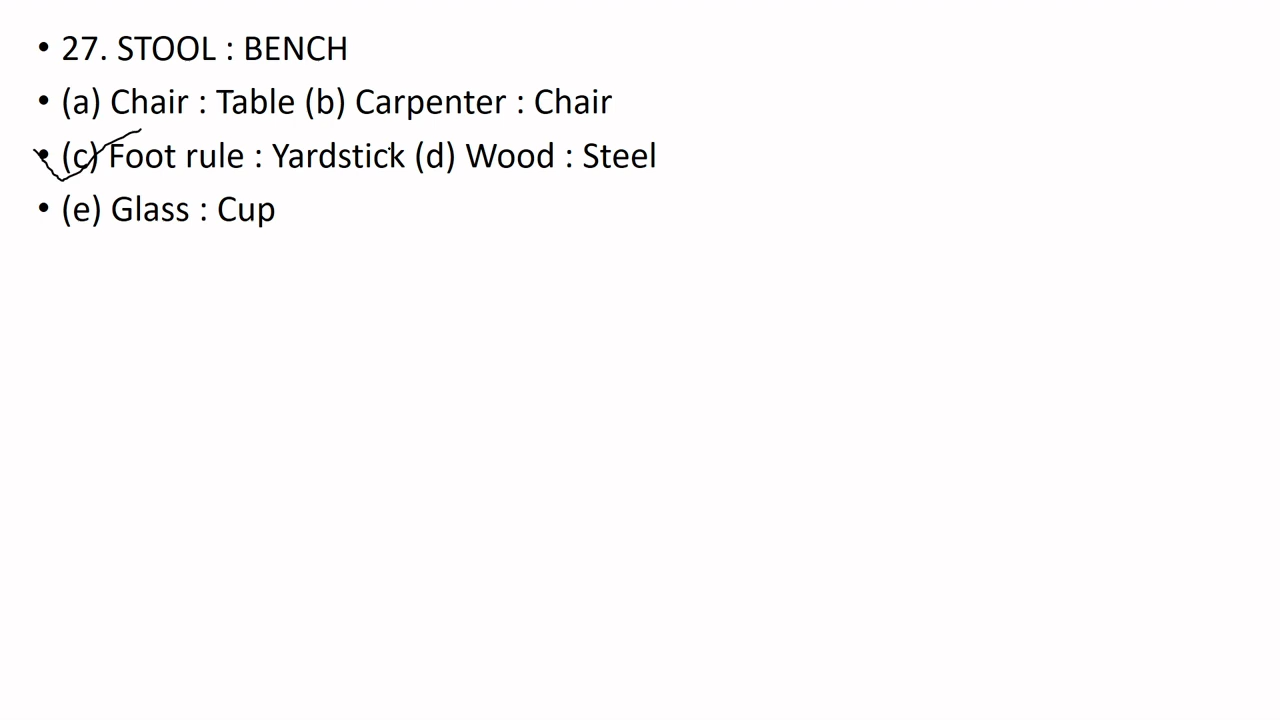 • 27. STOOL : BENCH
• (a) Chair : Table (b) Carpenter : Chair
• (c) Foot rule : Yardstick (d) Wood : Steel
• (e) Glass : Cup